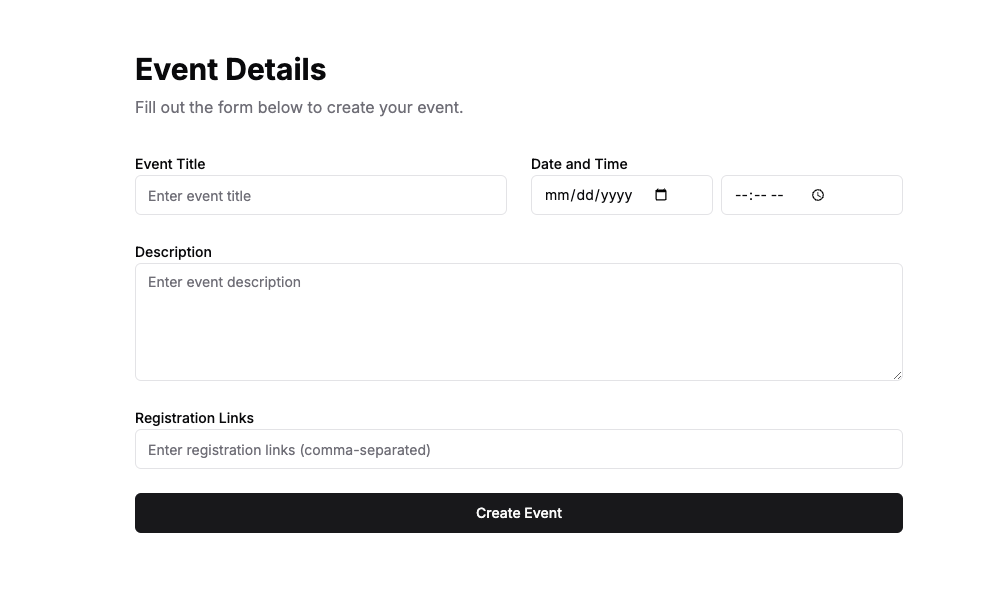 Event Details
Fill out the form below to create your event.
Event Title
Enter event title
Date and Time
mm/dd/yyyy
--:-- --
Description
Enter event description
Registration Links
Enter registration links (comma-separated)
Create Event